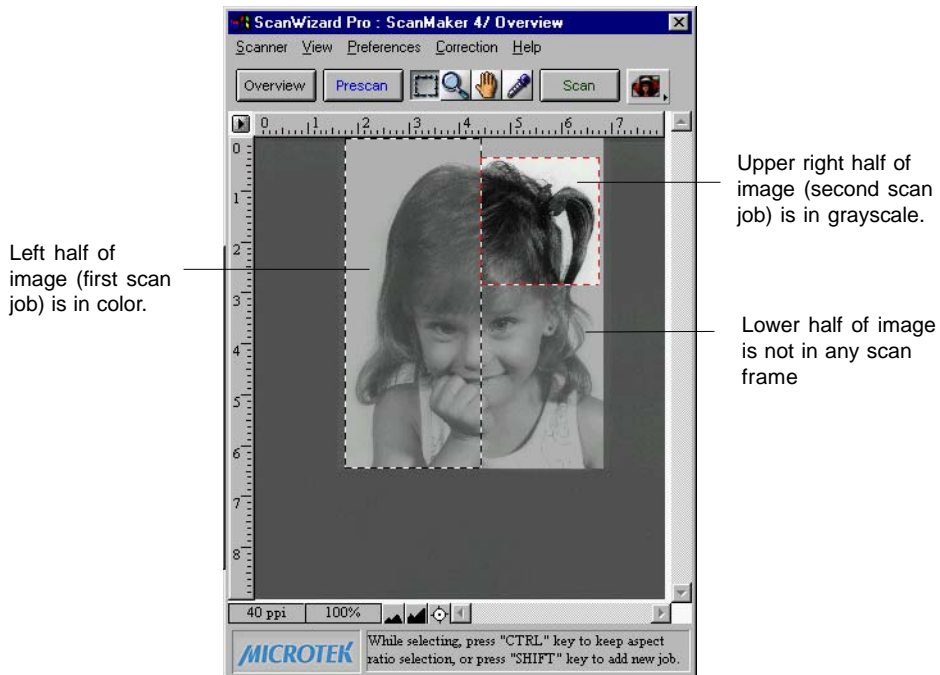 ScanWizard Pro : ScanMaker 4/ Overview
Scanner View Preferences Correction Help
Overview Prescan Scan
0 1 2 3 4 5 6 7
0
1
2
3
4
5
6
7
8
Upper right half of
image (second scan
job) is in grayscale.
Left half of
image (first scan
job) is in color.
Lower half of image
is not in any scan
frame
40 ppi 100%
MICROTEK
While selecting, press "CTRL" key to keep aspect
ratio selection, or press "SHIFT" key to add new job.